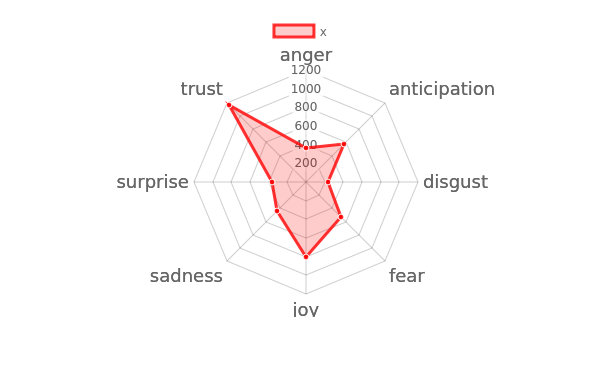 x
anger
1200
1000
800
600
400
200
trust
anticipation
surprise
disgust
sadness
fear
joy